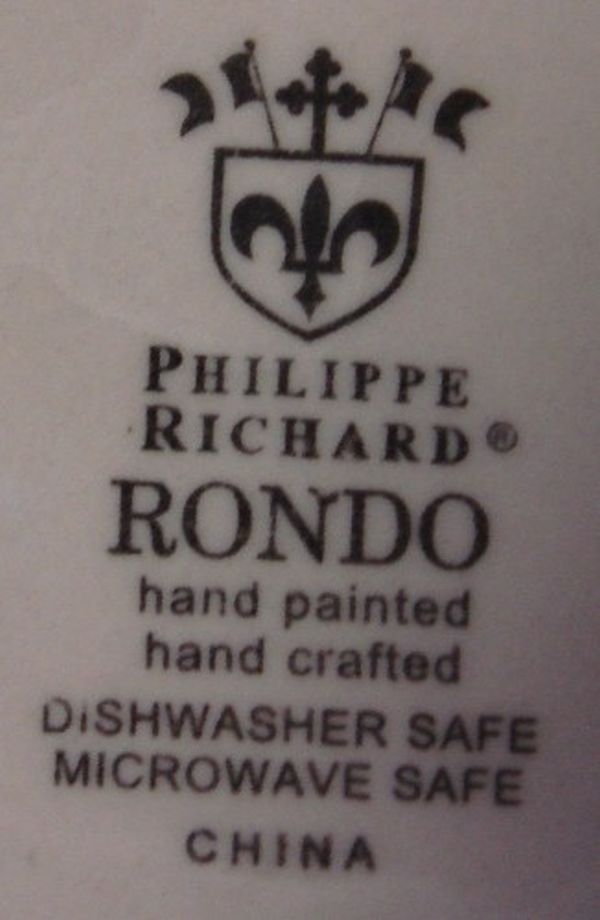 PHILIPPE
RICHARD®
RONDO
hand painted
hand crafted
DiSHWASHER SAFE
MICROWAVE SAFE
CHINA